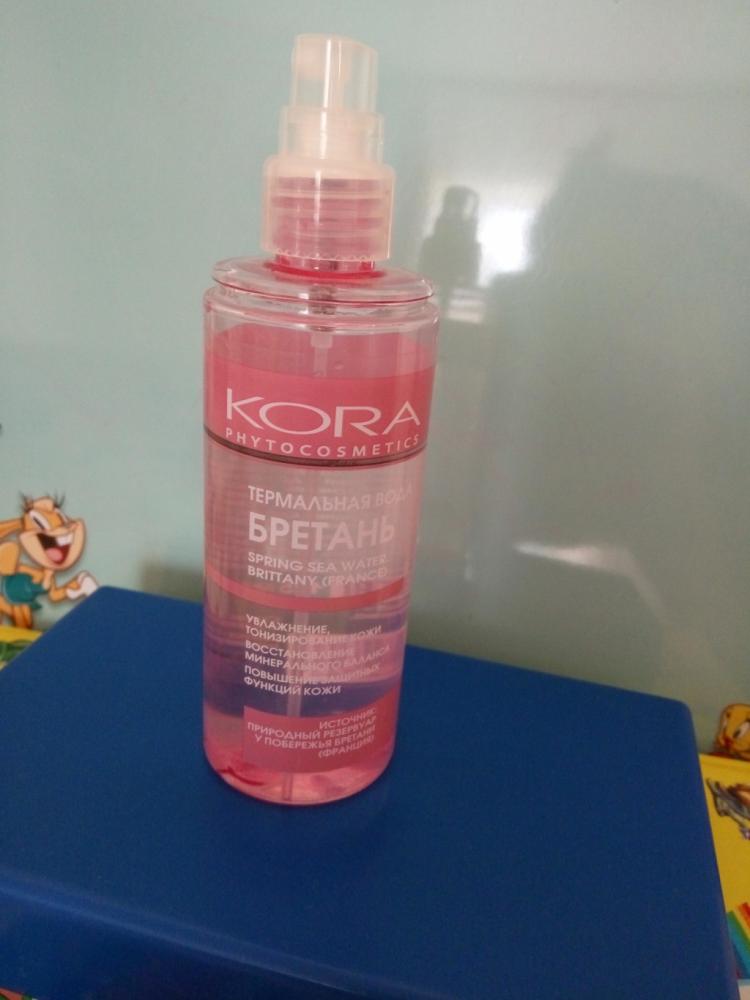 KORA
PHYTOCOSMETICS
ТЕРМАЛЬНАЯ ВОДА
БРЕТАНЬ
SPRING SEA WATER
BRITTANY (FRANCE)
УВЛАЖНЕНИЕ,
ТОНИЗИРОВАНИЕ КОЖИ
ВОССТАНОВЛЕНИЕ
МИНЕРАЛЬНОГО БАЛАНСА
ПОВЫШЕНИЕ ЗАЩИТНЫХ
ФУНКЦИЙ КОЖИ
ИСТОЧНИК:
ПРИРОДНЫЙ РЕЗЕРВУАР
У ПОБЕРЕЖЬЯ БРЕТАНИ
(ФРАНЦИЯ)